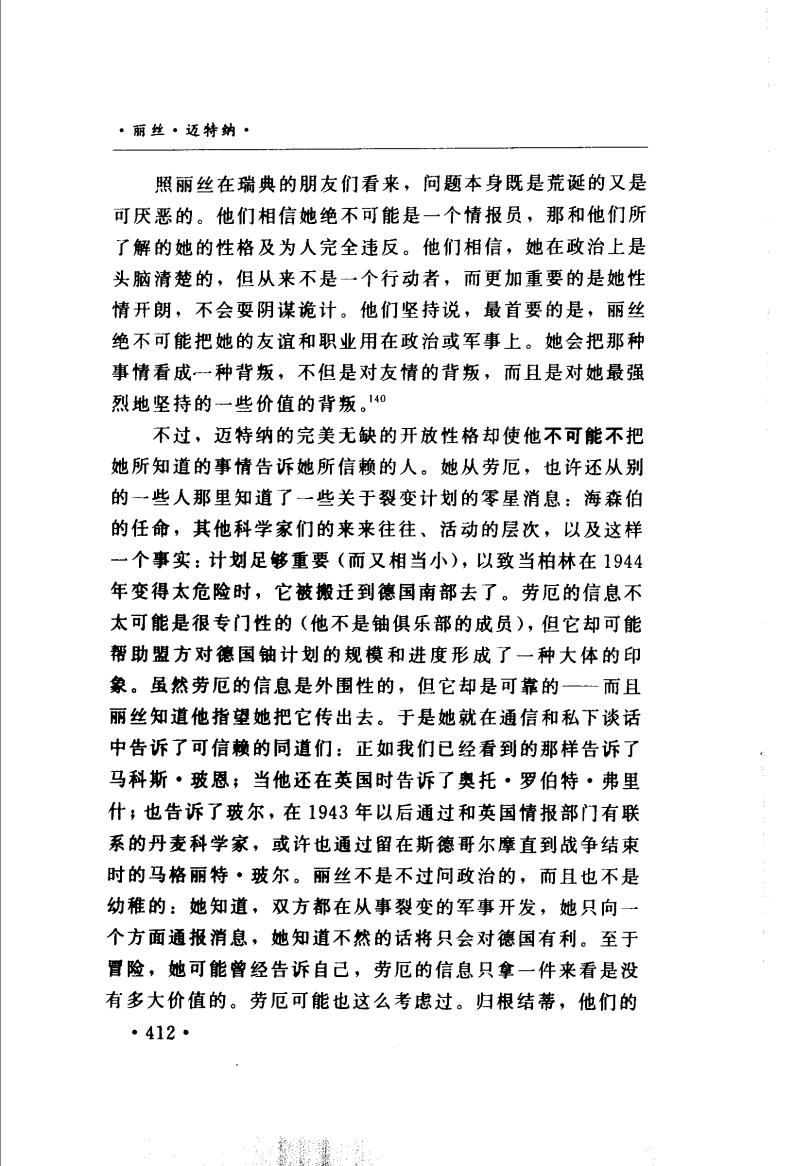 ·丽丝·迈特纳·
照丽丝在瑞典的朋友们看来，问题本身既是荒诞的又是
可厌恶的。他们相信她绝不可能是一个情报员，那和他们所
了解的她的性格及为人完全违反。他们相信，她在政治上是
头脑清楚的，但从来不是一个行动者，而更加重要的是她性
情开朗，不会耍阴谋诡计。他们坚持说，最首要的是，丽丝
绝不可能把她的友谊和职业用在政治或军事上。她会把那种
事情看成一种背叛，不但是对友情的背叛，而且是对她最强
烈地坚持的一些价值的背叛。140
不过，迈特纳的完美无缺的开放性格却使他不可能不把
她所知道的事情告诉她所信赖的人。她从劳厄，也许还从别
的一些人那里知道了一些关于裂变计划的零星消息：海森伯
的任命，其他科学家们的来来往往、活动的层次，以及这样
一个事实：计划足够重要（而又相当小），以致当柏林在1944
年变得太危险时，它被搬迁到德国南部去了。劳厄的信息不
太可能是很专门性的（他不是铀俱乐部的成员），但它却可能
帮助盟方对德国铀计划的规模和进度形成了一种大体的印
象。虽然劳厄的信息是外围性的，但它却是可靠的——而且
丽丝知道他指望她把它传出去。于是她就在通信和私下谈话
中告诉了可信赖的同道们：正如我们已经看到的那样告诉了
马科斯·玻恩；当他还在英国时告诉了奥托·罗伯特·弗里
什；也告诉了玻尔，在1943年以后通过和英国情报部门有联
系的丹麦科学家，或许也通过留在斯德哥尔摩直到战争结束
时的马格丽特·玻尔。丽丝不是不过问政治的，而且也不是
幼稚的：她知道，双方都在从事裂变的军事开发，她只向一
个方面通报消息，她知道不然的话将只会对德国有利。至于
冒险，她可能曾经告诉自己，劳厄的信息只拿一件来看是没
有多大价值的。劳厄可能也这么考虑过。归根结蒂，他们的
·412·